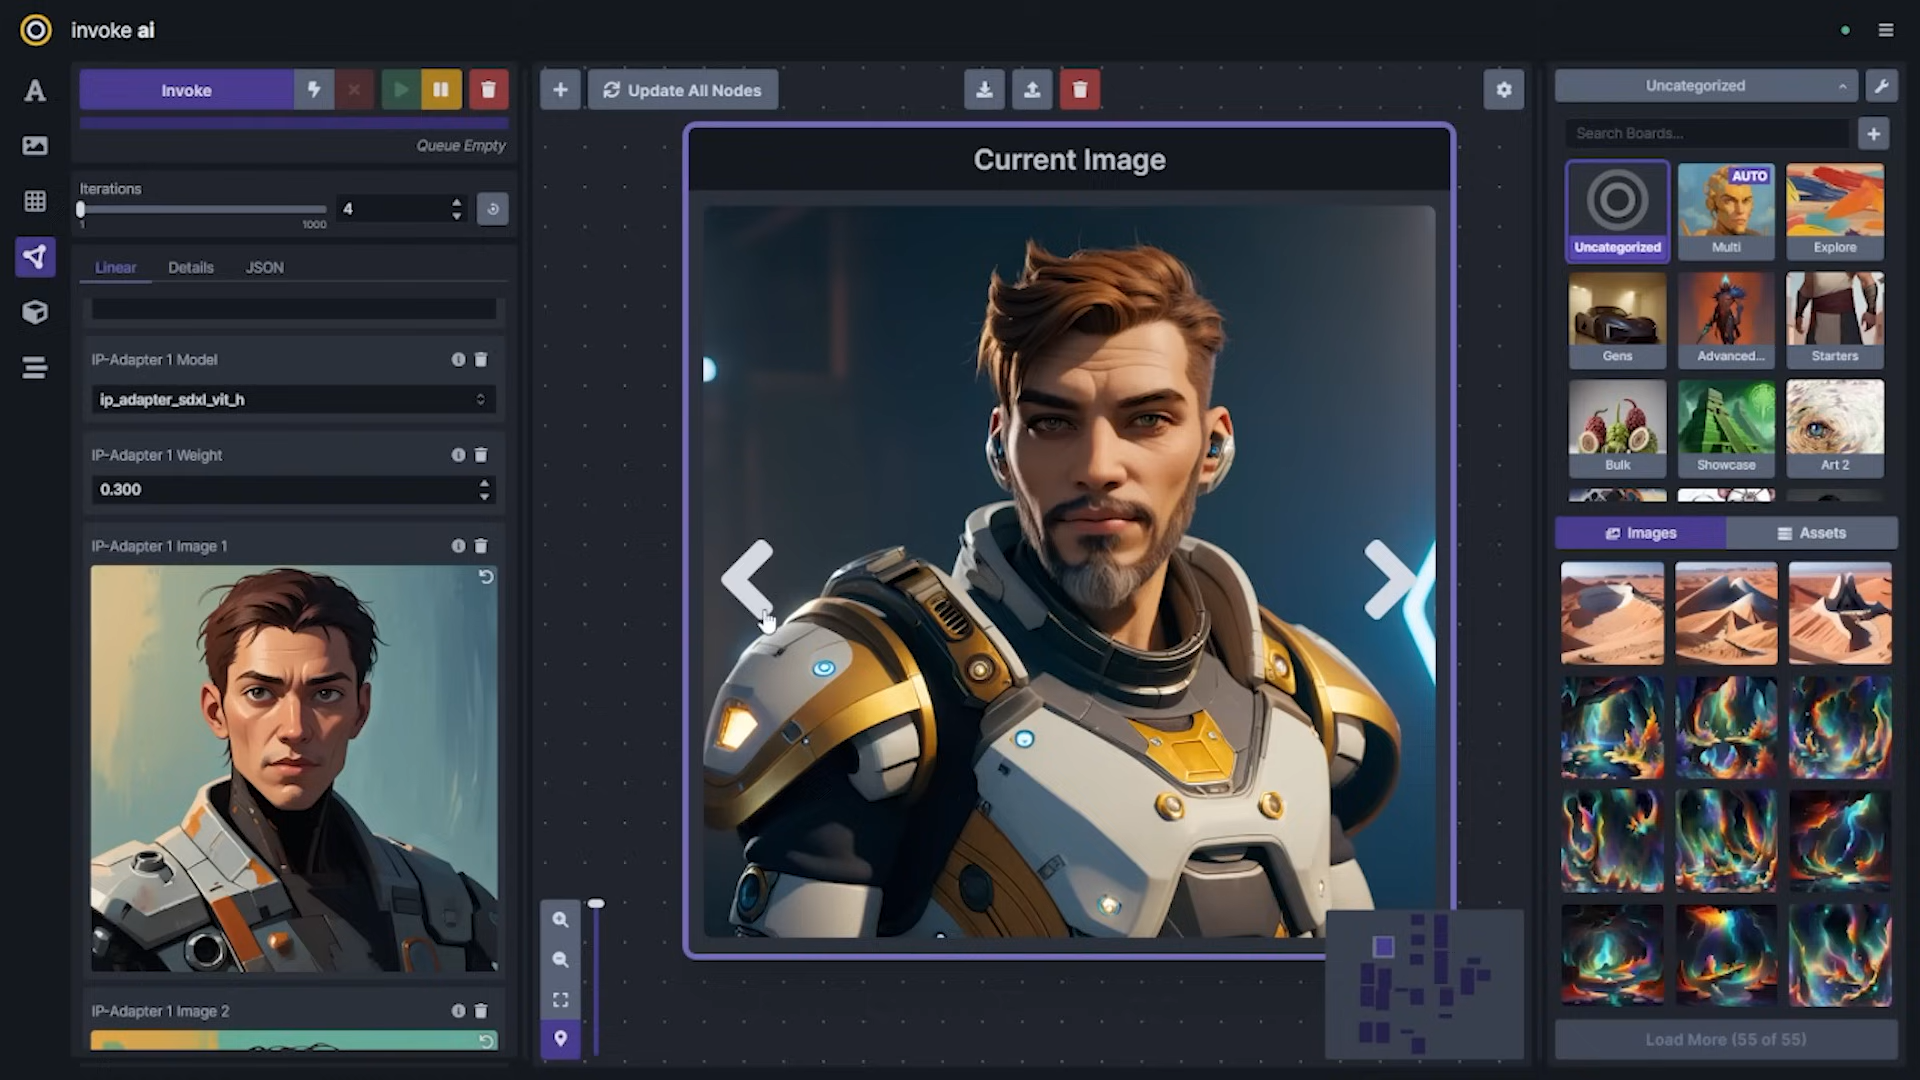 invoke ai
Invoke
Update All Nodes
Uncategorized
Queue Empty
Search Boards...
Iterations
4
1
1000
Linear
Details
JSON
Current Image
AUTO
Uncategorized
Multi
Explore
Gens
Advanced...
Starters
Bulk
Showcase
Art 2
IP-Adapter 1 Model
ip_adapter_sdxl_vit_h
IP-Adapter 1 Weight
0.300
IP-Adapter 1 Image 1
IP-Adapter 1 Image 2
Images
Assets
Load More (55 of 55)